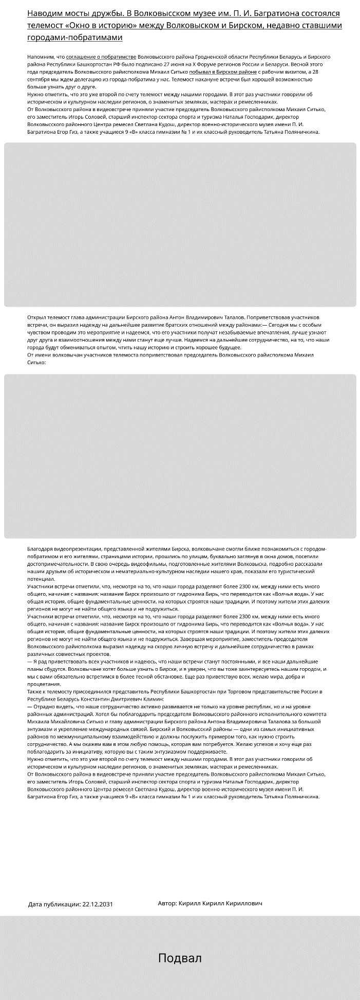 Наводим мосты дружбы. В Волковысском музее им. П. И. Багратиона состоялся
телемост «Окно в историю» между Волковыском и Бирском, недавно ставшими
городами-побратимами
Напомним, что соглашение о побратимстве Волковысского района Гродненской области Республики Беларусь и Бирского
района Республики Башкортостан РФ было подписано 27 июня на X Форуме регионов России и Беларуси. Весной этого
года председатель Волковысского райисполкома Михаил Ситько побывал в Бирском районе с рабочим визитом, а 28
сентября мы ждем делегацию из города-побратима у нас. Телемост накануне встречи был хорошей возможностью
больше узнать друг о друге.
Нужно отметить, что это уже второй по счету телемост между нашими городами. В этот раз участники говорили об
историческом и культурном наследии регионов, о знаменитых земляках, мастерах и ремесленниках.
От Волковысского района в видеовстрече приняли участие председатель Волковысского райисполкома Михаил Ситько,
его заместитель Игорь Соловей, старший инспектор сектора спорта и туризма Наталья Господарик, директор
Волковысского районного Центра ремесел Светлана Кудош, директор военно-исторического музея имени П. И.
Багратиона Егор Гиз, а также учащиеся 9 «В» класса гимназии № 1 и их классный руководитель Татьяна Поляничкина.
Открыл телемост глава администрации Бирского района Антон Владимирович Талалов. Поприветствовав участников
встречи, он выразил надежду на дальнейшее развитие братских отношений между районами:— Сегодня мы с особым
чувством проводим это мероприятие и надеемся, что его участники получат незабываемые впечатления, лучше узнают
друг друга и взаимоотношения между нами станут еще лучше. Надеемся на дальнейшее сотрудничество, на то, что наши
города будут обмениваться опытом, чтить нашу историю и строить хорошее будущее.
От имени волковычан участников телемоста поприветствовал председатель Волковысского райисполкома Михаил
Ситько:
Благодаря видеопрезентации, представленной жителями Бирска, волковычане смогли ближе познакомиться с городом-
побратимом и его жителями, страницами истории, прошлись по улицам, буквально заглянув в окна домов, посетили
достопримечательности. В свою очередь видеофильмы, подготовленные жителями Волковыска, подробно рассказали
нашим друзьям об историческом и нематериально-культурном наследии нашего края, показали его туристический
потенциал.
Участники встречи отметили, что, несмотря на то, что наши города разделяют более 2300 км, между ними есть много
общего, начиная с названия: название Бирск произошло от гидронима Бирь, что переводится как «Волчья вода». У нас
общая история, общие фундаментальные ценности, на которых строятся наши традиции. И поэтому жители этих далеких
регионов не могут не найти общего языка и не подружиться.
Участники встречи отметили, что, несмотря на то, что наши города разделяют более 2300 км, между ними есть много
общего, начиная с названия: название Бирск произошло от гидронима Бирь, что переводится как «Волчья вода». У нас
общая история, общие фундаментальные ценности, на которых строятся наши традиции. И поэтому жители этих далеких
регионов не могут не найти общего языка и не подружиться. Завершая мероприятие, заместитель председателя
Волковысского райисполкома выразил надежду на скорую личную встречу и дальнейшее сотрудничество в рамках
различных совместных проектов.
— Я рад приветствовать всех участников и надеюсь, что наши встречи станут постоянными, и все наши дальнейшие
планы сбудутся. Волковычане хотят больше узнать о Бирске, и я уверен, что вы тоже заинтересуетесь нашим городом, и
мы с вами обязательно встретимся в более тесной обстановке. Еще раз приветствую всех, желаю мира, добра и
процветания.
Также к телемосту присоединился представитель Республики Башкортостан при Торговом представительстве России в
Республике Беларусь Константин Дмитриевич Климин:
— Отрадно видеть, что наше сотрудничество активно развивается не только на уровне республик, но и на уровне
районных администраций. Хотел бы поблагодарить председателя Волковысского районного исполнительного комитета
Михаила Михайловича Ситько и главу администрации Бирского района Антона Владимировича Талалова за большой
энтузиазм и укрепление международных связей. Бирский и Волковысский районы — одни из самых инициативных
районов по межмуниципальному взаимодействию и должны послужить примером того, как нужно строить
сотрудничество. А мы окажем вам в этом любую помощь, которая вам потребуется. Желаю успехов и хочу еще раз
поблагодарить за инициативу, которую вы с таким энтузиазмом поддерживаете.
Нужно отметить, что это уже второй по счету телемост между нашими городами. В этот раз участники говорили об
историческом и культурном наследии регионов, о знаменитых земляках, мастерах и ремесленниках.
От Волковысского района в видеовстрече приняли участие председатель Волковысского райисполкома Михаил Ситько,
его заместитель Игорь Соловей, старший инспектор сектора спорта и туризма Наталья Господарик, директор
Волковысского районного Центра ремесел Светлана Кудош, директор военно-исторического музея имени П. И.
Багратиона Егор Гиз, а также учащиеся 9 «В» класса гимназии № 1 и их классный руководитель Татьяна Поляничкина.
Дата публикации: 22.12.2031
Автор: Кирилл Кирилл Кириллович
Подвал